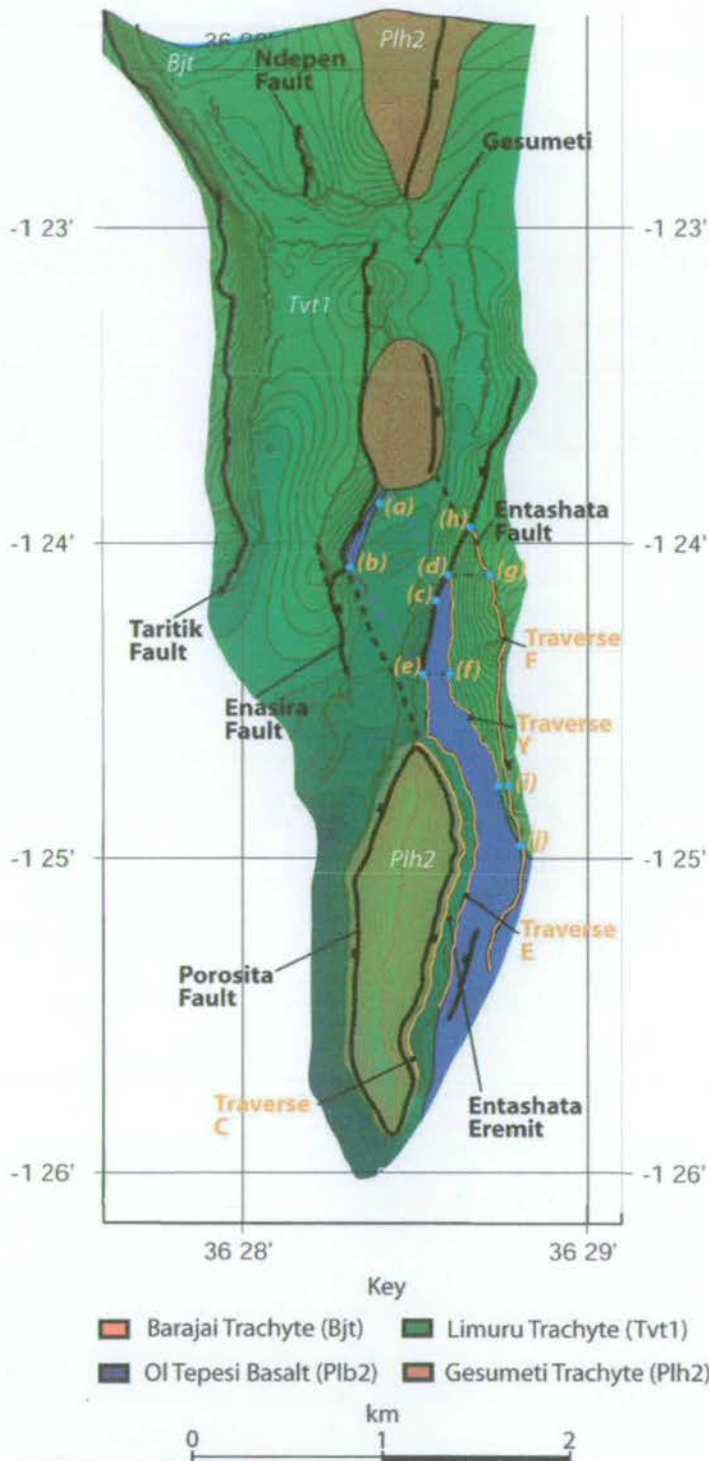 Plh2
Bjt
Ndepen
Fault
Gesumeti
-1 23'
-1 23'
Tvt1
(a)
(h)
Entashata
Fault
-1 24'
-1 24'
(b)
(d)
(g)
(c)
Taritik
Fault
Traverse
F
(e)
(f)
Enasira
Fault
Traverse
Y
(i)
(j)
-1 25'
-1 25'
Plh2
Traverse
E
Porosita
Fault
Traverse
C
Entashata
Eremit
-1 26'
-1 26'
36 28'
36 29'
Key
Barajai Trachyte (Bjt)
Limuru Trachyte (Tvt1)
Ol Tepesi Basalt (Plb2)
Gesumeti Trachyte (Plh2)
km
0
1
2